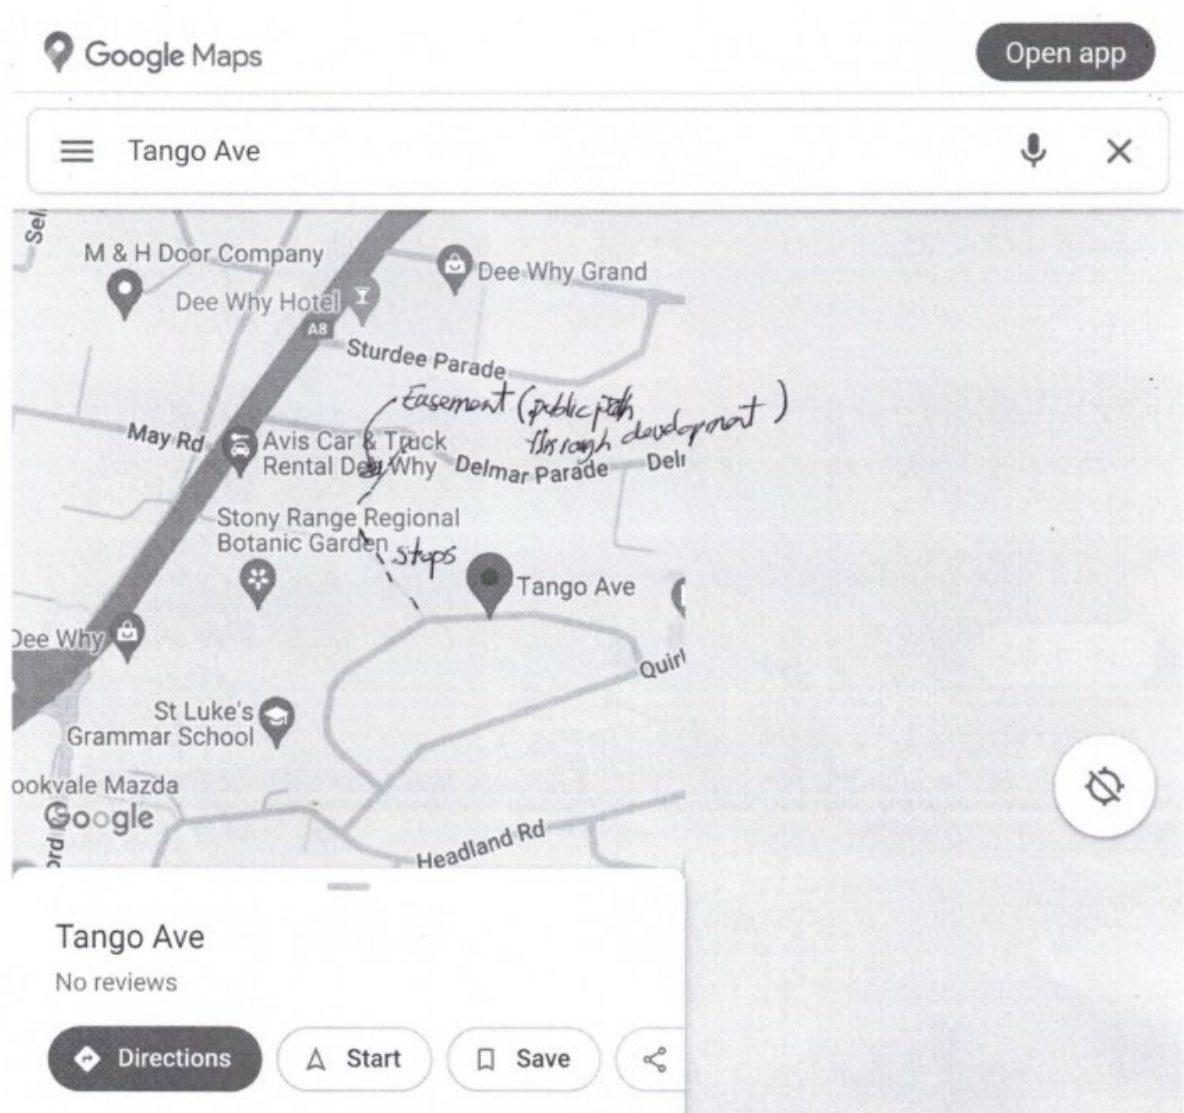 Google Maps
Open app
Tango Ave
Sel
M & H Door Company
Dee Why Grand
Dee Why Hotel
A8
Sturdee Parade
Easement (public path
through development)
May Rd
Avis Car & Truck
Rental Dee Why
Delmar Parade
Delr
Stony Range Regional
Botanic Garden
steps
Tango Ave
Dee Why
Quirl
St Luke's
Grammar School
ookvale Mazda
Google
ord
Headland Rd
Tango Ave
No reviews
Directions
Start
Save